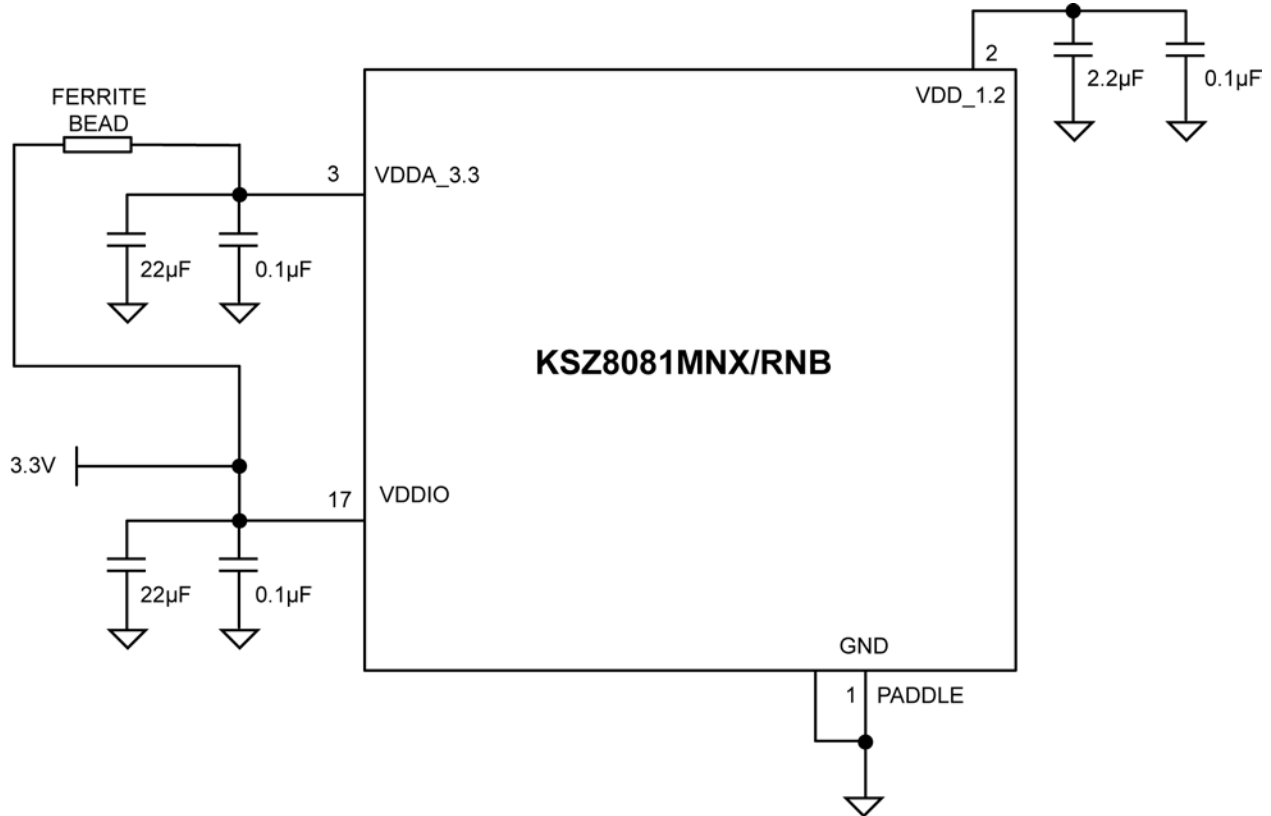 2
VDD_1.2
2.2µF
0.1µF
FERRITE
BEAD
3
VDDA_3.3
22µF
0.1µF
KSZ8081MNX/RNB
3.3V
17
VDDIO
22µF
0.1µF
GND
1
PADDLE